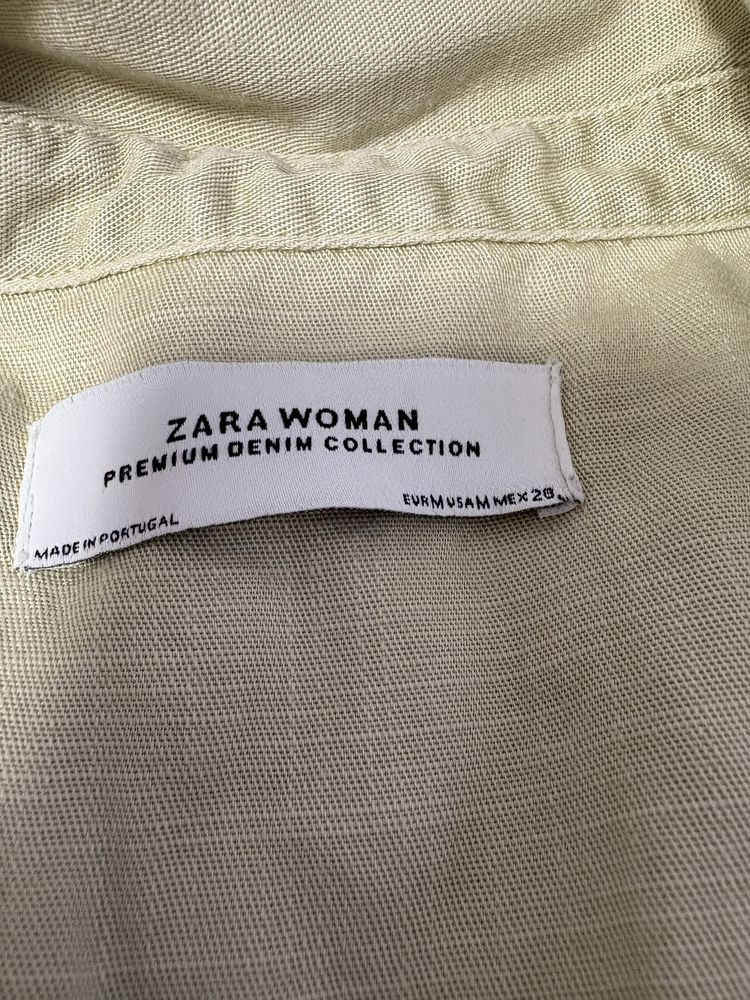 ZARA WOMAN
PREMIUM DENIM COLLECTION
EUR M USA M MEX 28
MADE IN PORTUGAL